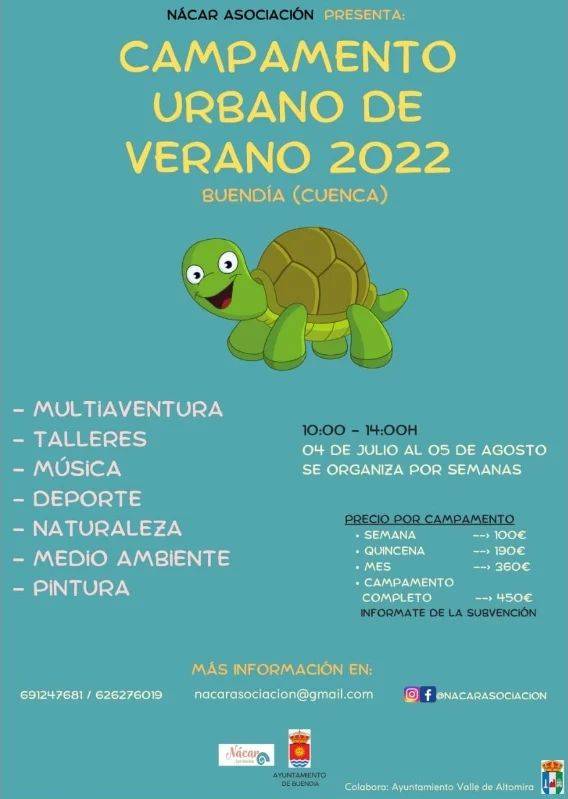 NÁCAR ASOCIACIÓN PRESENTA:
CAMPAMENTO
URBANO DE
VERANO 2022
BUENDÍA (CUENCA)
- MULTIAVENTURA
- TALLERES
- MÚSICA
- DEPORTE
- NATURALEZA
- MEDIO AMBIENTE
- PINTURA
10:00 - 14:00H
04 DE JULIO AL 05 DE AGOSTO
SE ORGANIZA POR SEMANAS
PRECIO POR CAMPAMENTO
• SEMANA --> 100€
• QUINCENA --> 190€
• MES --> 360€
• CAMPAMENTO
COMPLETO --> 450€
INFORMATE DE LA SUBVENCIÓN
MÁS INFORMACIÓN EN:
691247681 / 626276019 nacarasociacion@gmail.com @NACARASOCIACION
Nácar
AYUNTAMIENTO
DE BUENDIA
Colabora: Ayuntamiento Valle de Altomira